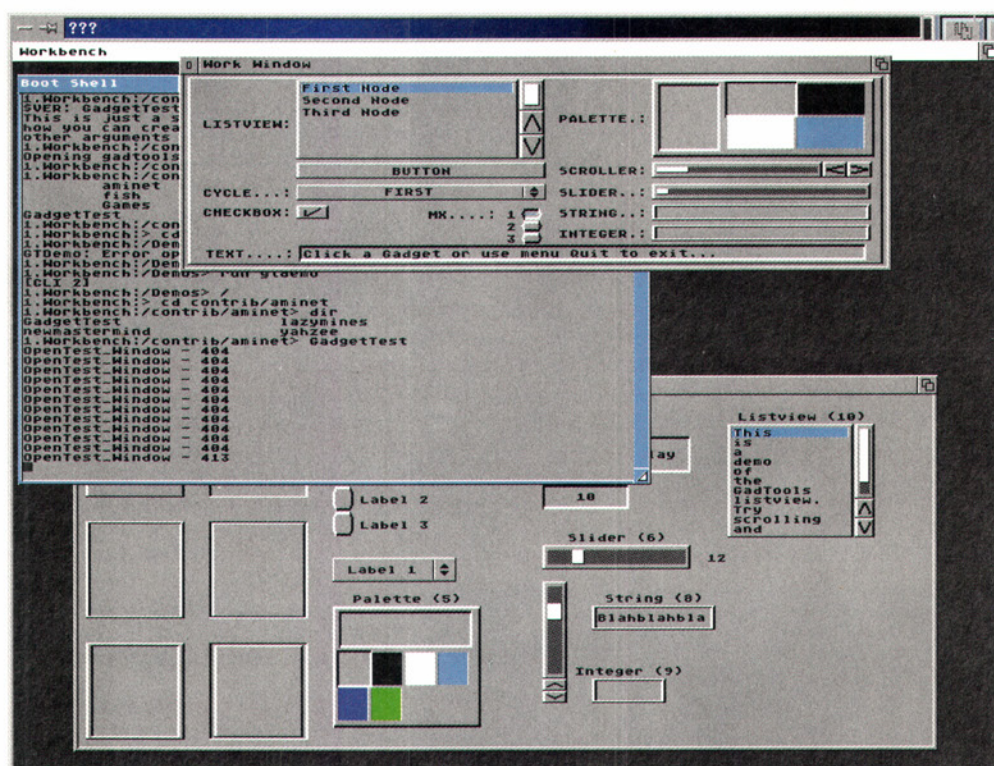 ???
Workbench
Work Window
Boot Shell
1.Workbench:/con
$VER: GadgetTest
This is just a s
how you can crea
other arguments
1.Workbench:/con
Opening gadtools
1.Workbench:/con
1.Workbench:/con
aminet
fish
Games
GadgetTest
1.Workbench:/con
1.Workbench:> cd
1.Workbench:/Dem
GTDemo: Error op
1.Workbench:/Dem
1.Workbench:/Demos> run gtdemo
[CLI 2]
1.Workbench:/Demos> /
1.Workbench:> cd contrib/aminet
1.Workbench:/contrib/aminet> dir
GadgetTest lazymines
newmastermind yahzee
1.Workbench:/contrib/aminet> GadgetTest
OpenTest_Window - 404
OpenTest_Window - 404
OpenTest_Window - 404
OpenTest_Window - 404
OpenTest_Window - 404
OpenTest_Window - 404
OpenTest_Window - 404
OpenTest_Window - 404
OpenTest_Window - 404
OpenTest_Window - 404
OpenTest_Window - 404
OpenTest_Window - 413
LISTVIEW:
First Node
Second Node
Third Node
BUTTON
CYCLE...:
FIRST
CHECKBOX:
MX....: 1
2
3
TEXT....: Click a Gadget or use menu Quit to exit...
PALETTE.:
SCROLLER:
SLIDER..:
STRING..:
INTEGER.:
lay
10
Label 2
Label 3
Label 1
Palette (5)
Slider (6)
12
String (8)
Blahblahbla
Integer (9)
Listview (10)
This
is
a
demo
of
the
GadTools
listview.
Try
scrolling
and